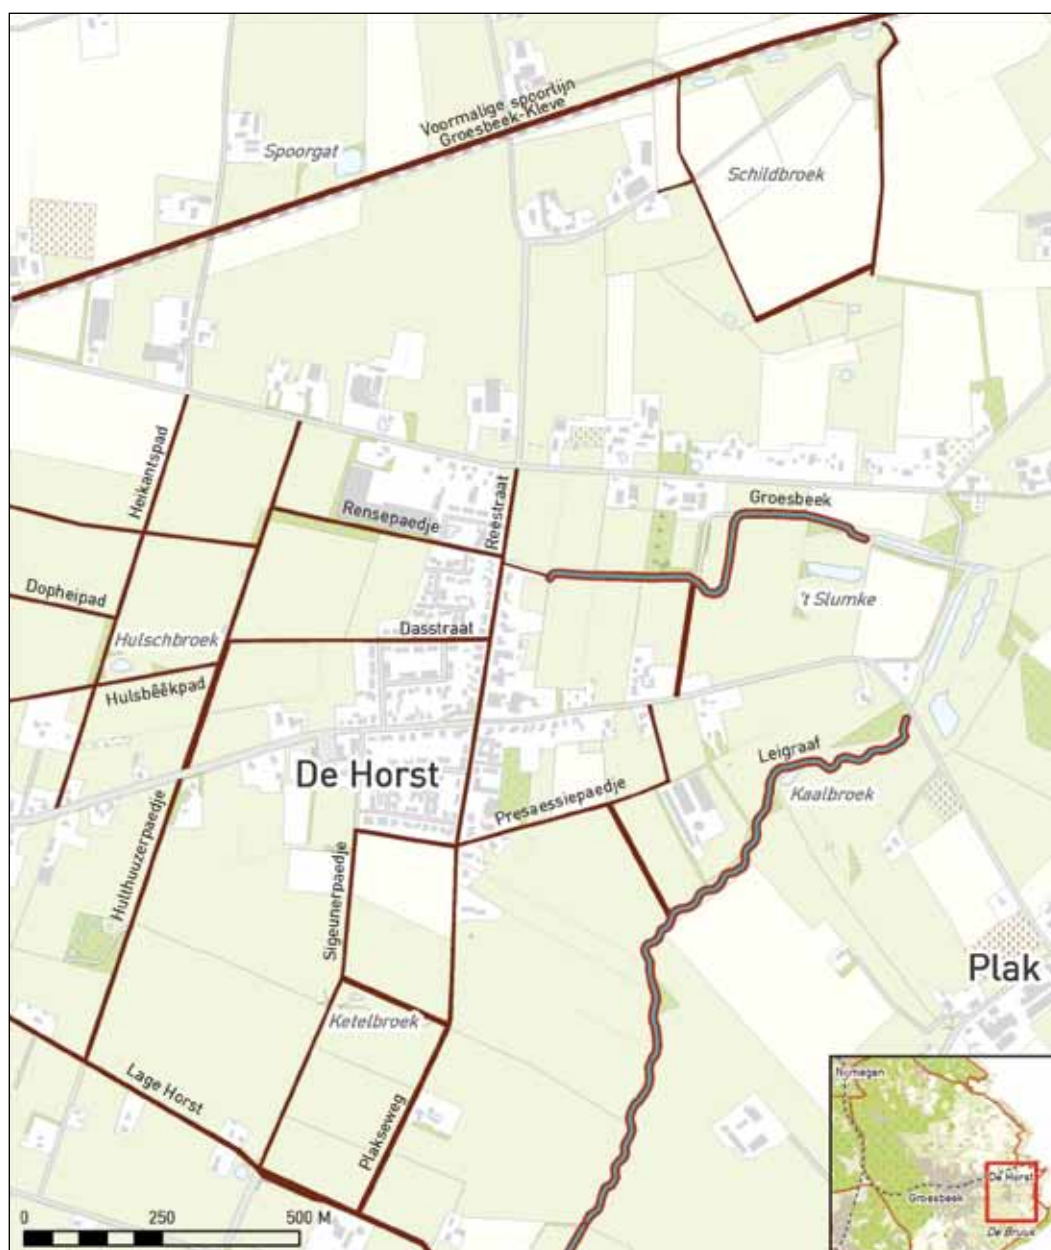 Voormalige spoorlijn
Groesbeek-Kleve
Spoorgat
Schildbroek
Heikantspad
Rensepaedje
Reestraat
Groesbeek
Dopheipad
't Slumke
Hulschbroek
Dasstraat
Hulsbêêkpad
Leigraaf
De Horst
Kaalbroek
Presaessiepaedje
Hulthuuzerpaedje
Sigeunerpaedje
Plak
Ketelbroek
Lage Horst
Plakseweg
Nijmegen
De Horst
Groesbeek
De Bruuk
0 250 500 M